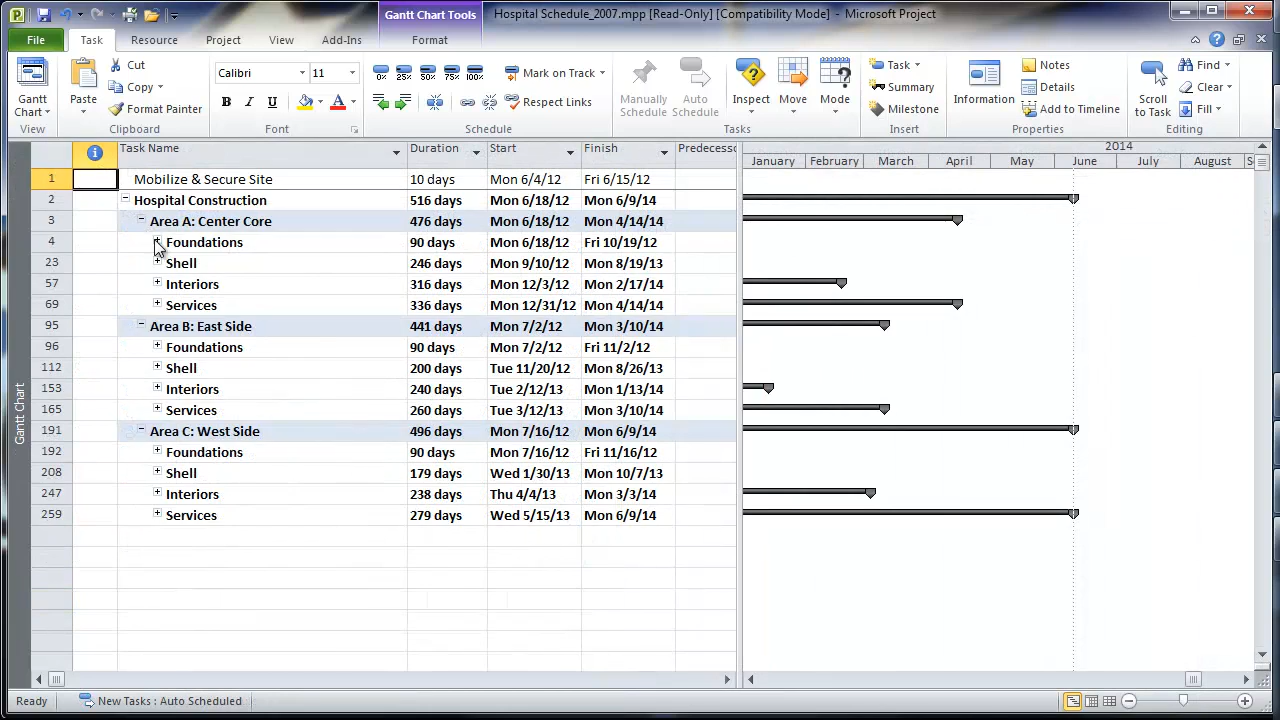 Gantt Chart Tools
Hospital Schedule_2007.mpp [Read-Only] [Compatibility Mode] - Microsoft Project
File Task Resource Project View Add-Ins Format
Gantt Chart
View
Paste
Cut
Copy
Format Painter
Clipboard
Calibri 11
B I U A
Font
0% 25% 50% 75% 100%
Mark on Track
Respect Links
Schedule
Manually Schedule
Auto Schedule
Inspect
Move
Mode
Tasks
Task
Summary
Milestone
Insert
Information
Notes
Details
Add to Timeline
Properties
Scroll to Task
Find
Clear
Fill
Editing
Task Name Duration Start Finish Predecessc
2014
January February March April May June July August S
1 Mobilize & Secure Site 10 days Mon 6/4/12 Fri 6/15/12
2 Hospital Construction 516 days Mon 6/18/12 Mon 6/9/14
3 Area A: Center Core 476 days Mon 6/18/12 Mon 4/14/14
4 Foundations 90 days Mon 6/18/12 Fri 10/19/12
23 Shell 246 days Mon 9/10/12 Mon 8/19/13
57 Interiors 316 days Mon 12/3/12 Mon 2/17/14
69 Services 336 days Mon 12/31/12 Mon 4/14/14
95 Area B: East Side 441 days Mon 7/2/12 Mon 3/10/14
96 Foundations 90 days Mon 7/2/12 Fri 11/2/12
112 Shell 200 days Tue 11/20/12 Mon 8/26/13
153 Interiors 240 days Tue 2/12/13 Mon 1/13/14
165 Services 260 days Tue 3/12/13 Mon 3/10/14
191 Area C: West Side 496 days Mon 7/16/12 Mon 6/9/14
192 Foundations 90 days Mon 7/16/12 Fri 11/16/12
208 Shell 179 days Wed 1/30/13 Mon 10/7/13
247 Interiors 238 days Thu 4/4/13 Mon 3/3/14
259 Services 279 days Wed 5/15/13 Mon 6/9/14
Gantt Chart
Ready New Tasks : Auto Scheduled